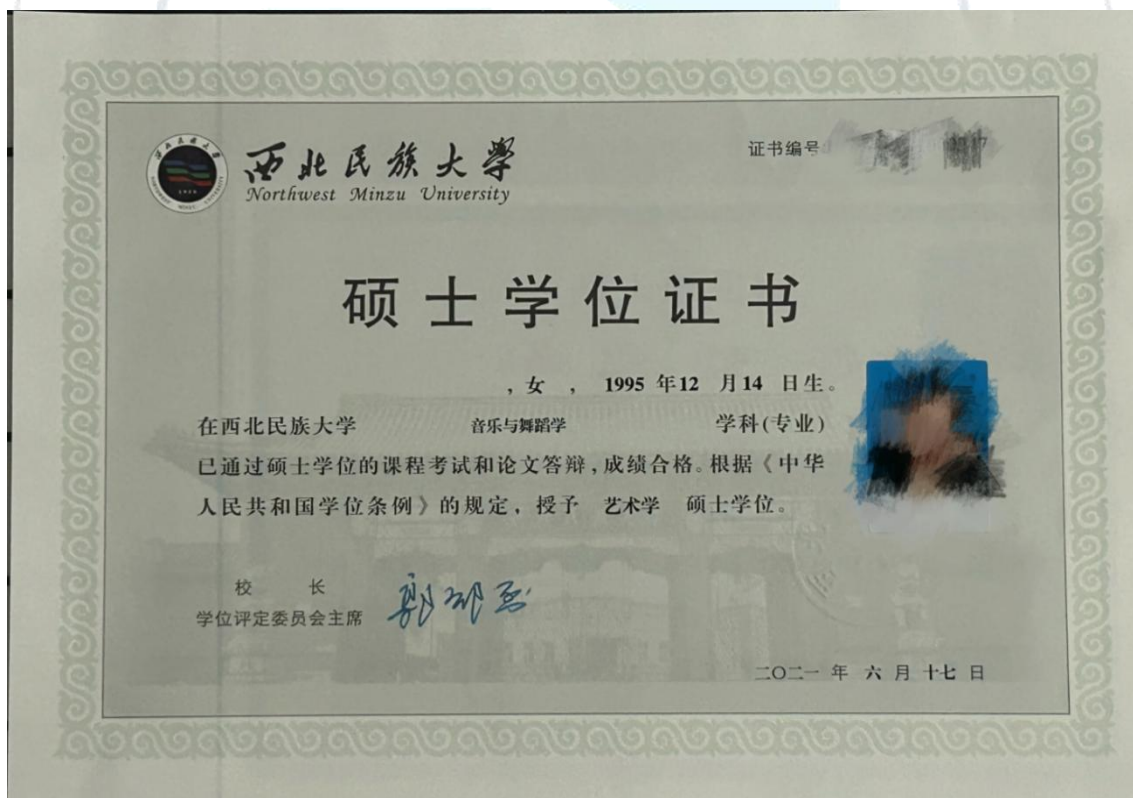 西北民族大学
Northwest Minzu University
证书编号
硕士学位证书
，女 ， 1995 年 12 月 14 日生。
在西北民族大学 音乐与舞蹈学 学科(专业)
已通过硕士学位的课程考试和论文答辩,成绩合格。根据《中华
人民共和国学位条例》的规定，授予 艺术学 硕士学位。
校 长
学位评定委员会主席
二〇二一 年 六 月 十七 日